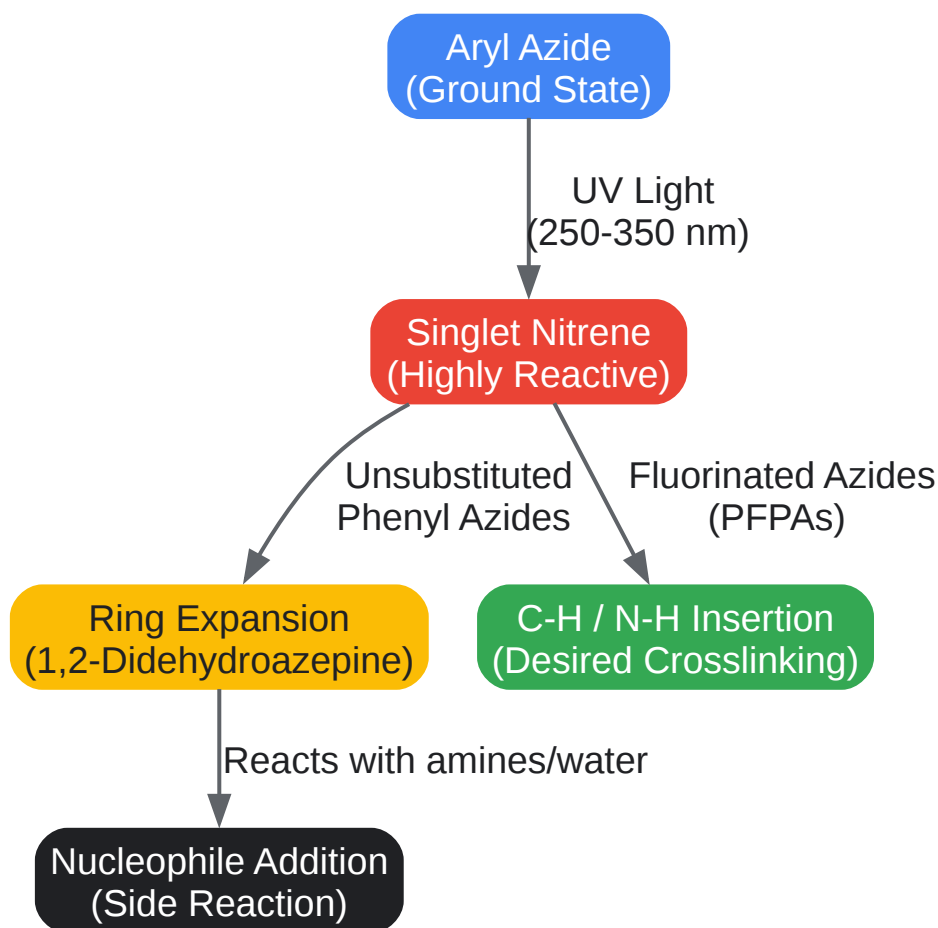 Aryl Azide
(Ground State)
UV Light
(250-350 nm)
Singlet Nitrene
(Highly Reactive)
Unsubstituted
Phenyl Azides
Fluorinated Azides
(PFPAs)
Ring Expansion
(1,2-Didehydroazepine)
C-H / N-H Insertion
(Desired Crosslinking)
Reacts with amines/water
Nucleophile Addition
(Side Reaction)